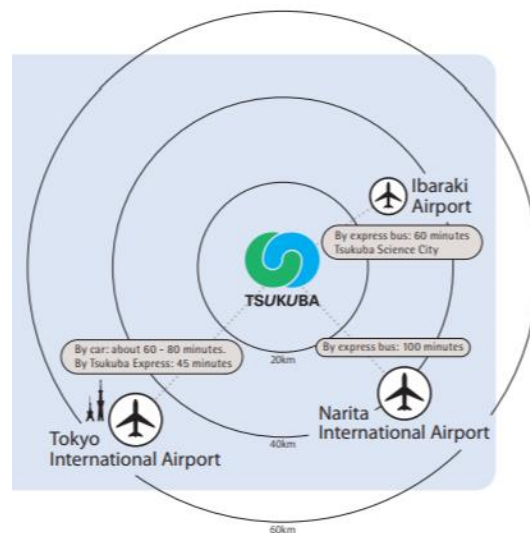 Ibaraki
Airport
By express bus: 60 minutes
Tsukuba Science City
TSUKUBA
By car: about 60 - 80 minutes.
By Tsukuba Express: 45 minutes
20km
By express bus: 100 minutes
Tokyo
International Airport
Narita
International Airport
40km
60km